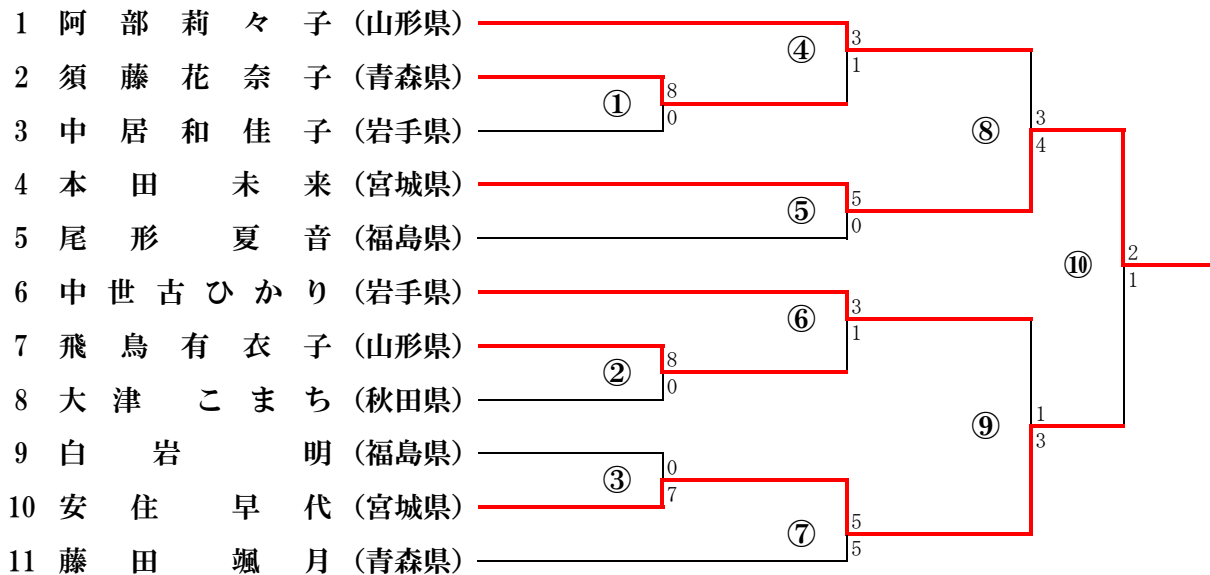 1 阿部莉々子 (山形県)
3
④
1
2 須藤花奈子 (青森県)
8
①
0
3 中居和佳子 (岩手県)
3
⑧
4
4 本田未来 (宮城県)
5
⑤
0
5 尾形夏音 (福島県)
2
⑩
1
6 中世古ひかり (岩手県)
3
⑥
1
7 飛鳥有衣子 (山形県)
8
②
0
8 大津こまち (秋田県)
1
⑨
3
9 白岩明 (福島県)
0
③
7
10 安住早代 (宮城県)
5
⑦
5
11 藤田颯月 (青森県)